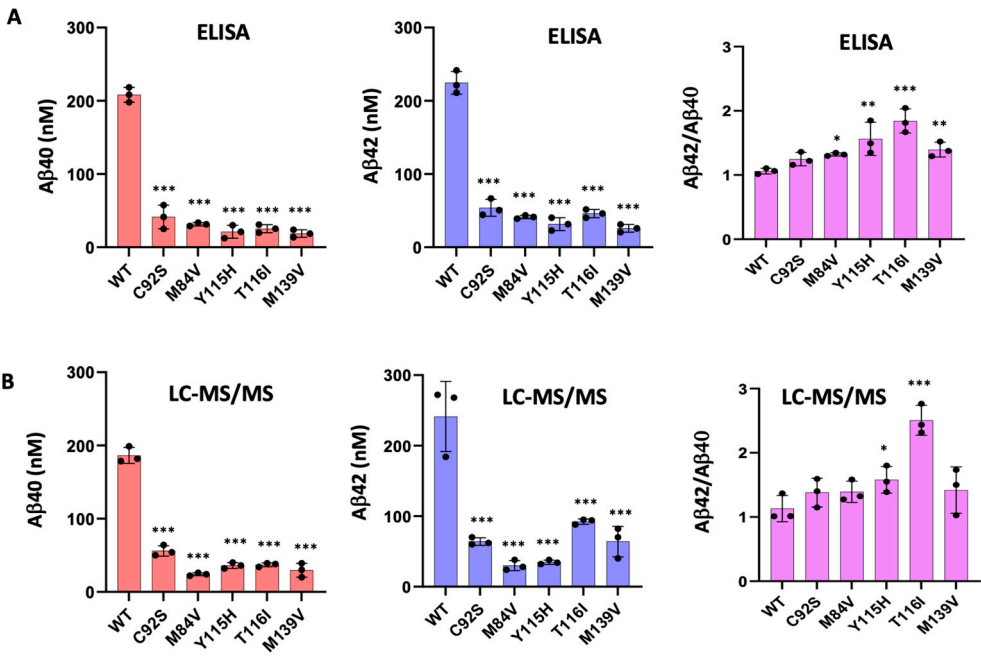 A
ELISA
Aβ40 (nM)
300
200
100
0
WT
C92S
M84V
Y115H
T116I
M139V
***
***
***
***
***
ELISA
Aβ42 (nM)
300
200
100
0
WT
C92S
M84V
Y115H
T116I
M139V
***
***
***
***
***
ELISA
Aβ42/Aβ40
3
2
1
0
WT
C92S
M84V
Y115H
T116I
M139V
*
**
***
**
B
LC-MS/MS
Aβ40 (nM)
300
200
100
0
WT
C92S
M84V
Y115H
T116I
M139V
***
***
***
***
***
LC-MS/MS
Aβ42 (nM)
300
200
100
0
WT
C92S
M84V
Y115H
T116I
M139V
***
***
***
***
***
LC-MS/MS
Aβ42/Aβ40
3
2
1
0
WT
C92S
M84V
Y115H
T116I
M139V
*
***